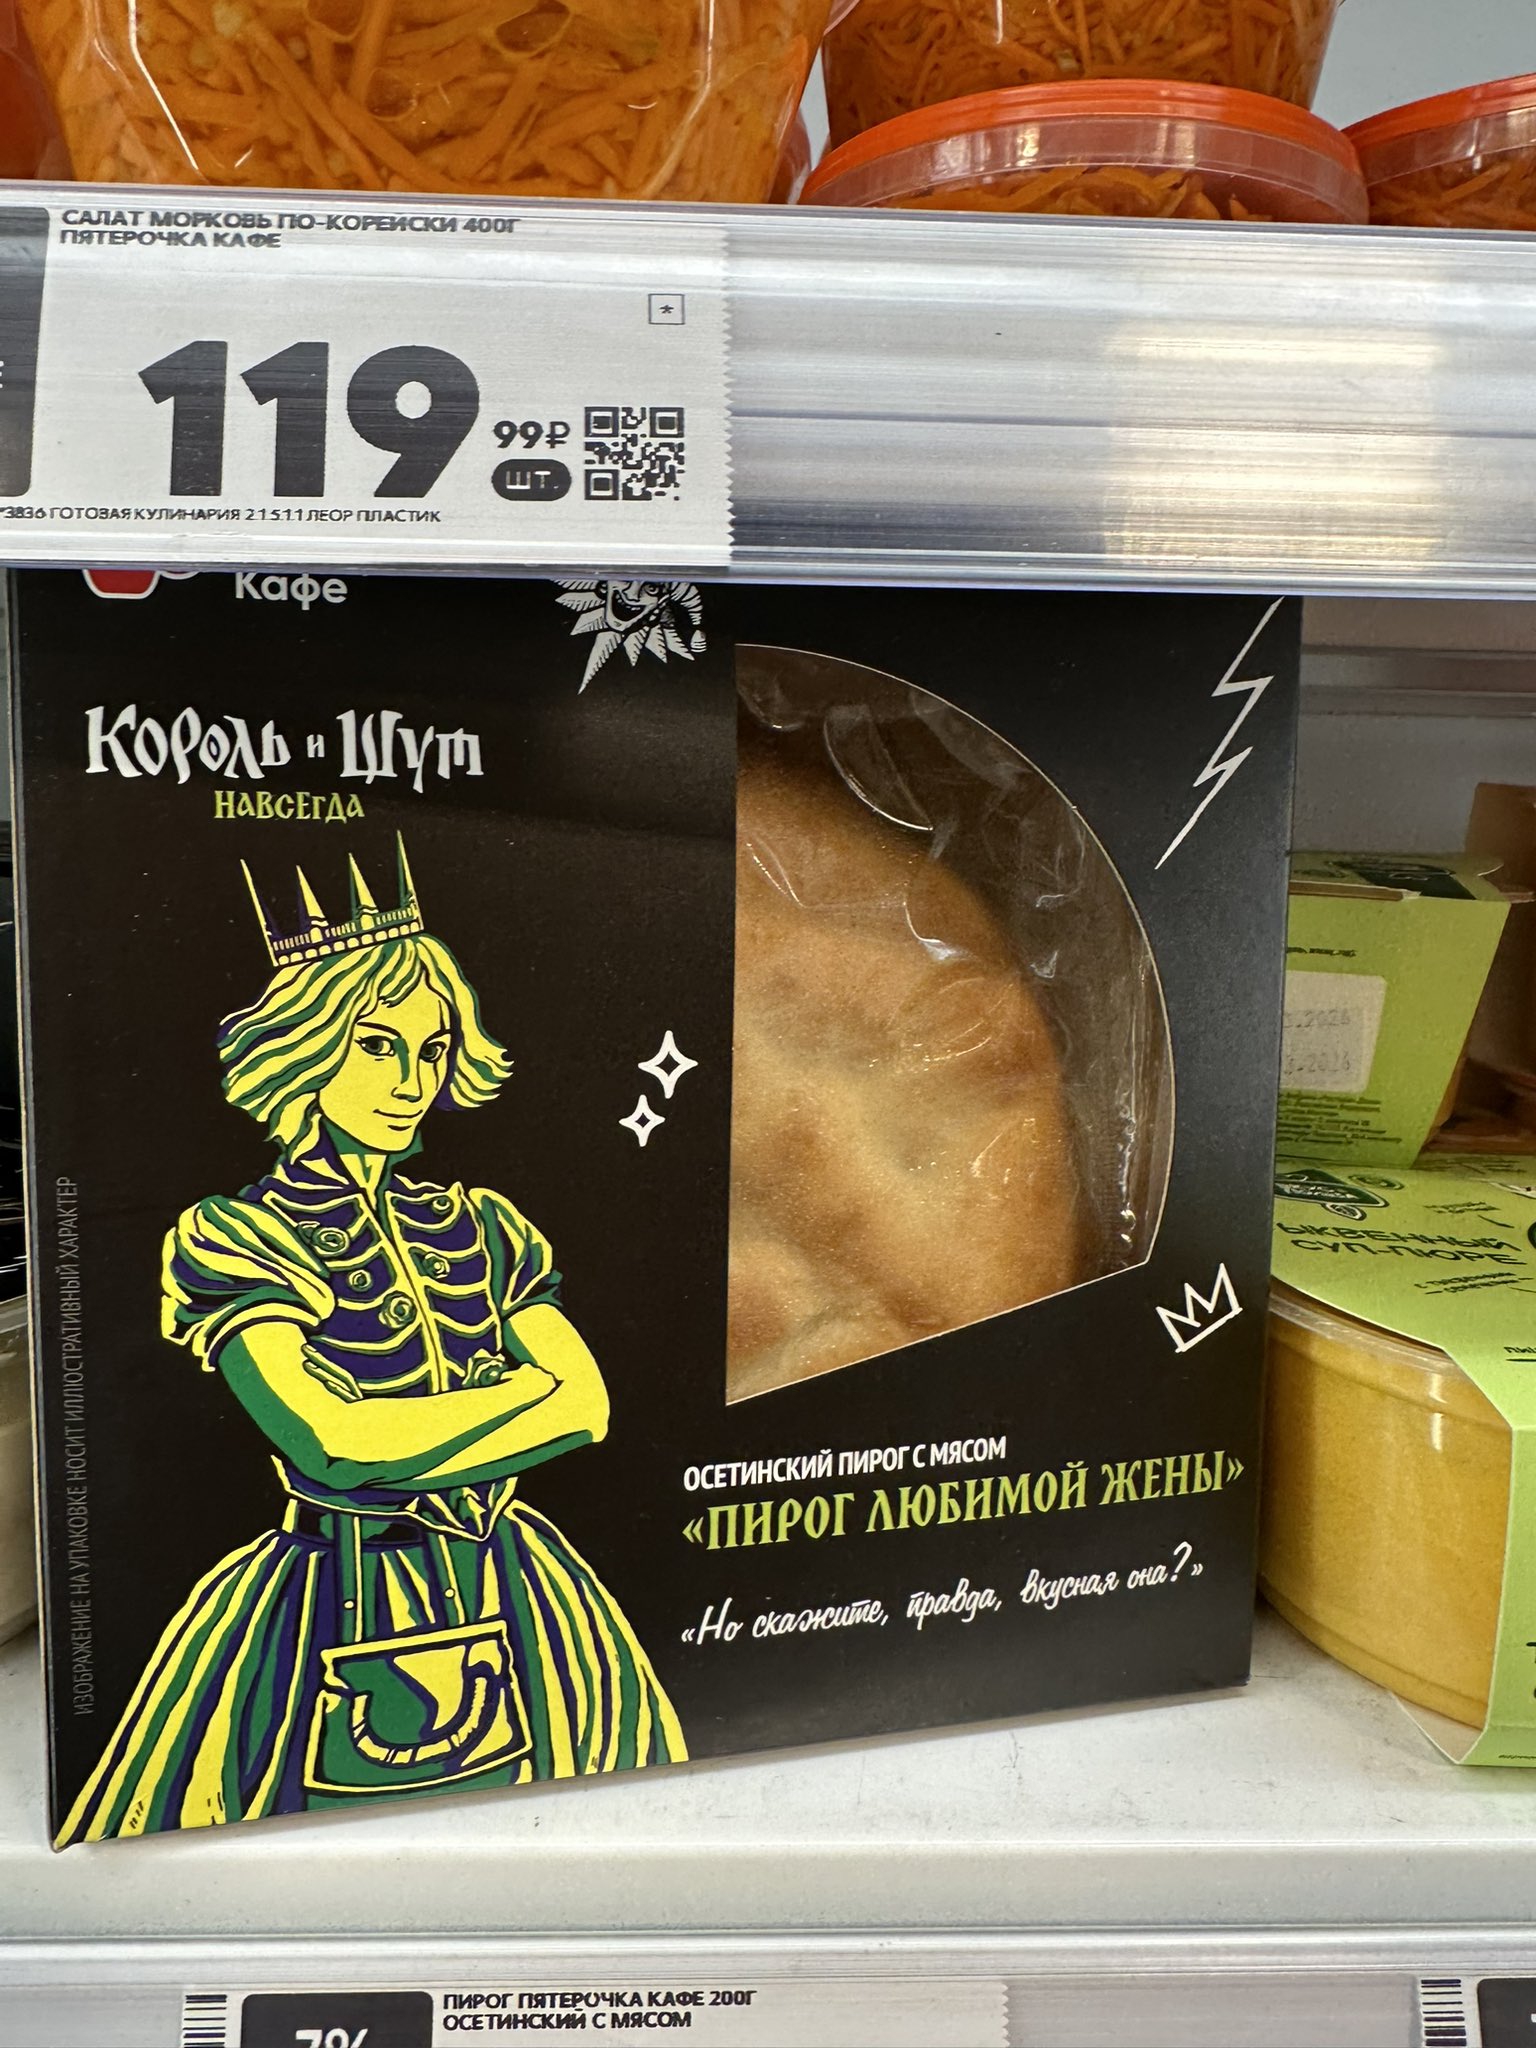 САЛАТ МОРКОВЬ ПО-КОРЕЙСКИ 400Г
ПЯТЕРОЧКА КАФЕ
*
119 99₽
ШТ.
*3836 ГОТОВАЯ КУЛИНАРИЯ 2.1.5.1.1 ЛЕОР ПЛАСТИК
Кафе
Король и Шут
НАВСЕГДА
ИЗОБРАЖЕНИЕ НА УПАКОВКЕ НОСИТ ИЛЛЮСТРАТИВНЫЙ ХАРАКТЕР
ОСЕТИНСКИЙ ПИРОГ С МЯСОМ
«ПИРОГ ЛЮБИМОЙ ЖЕНЫ»
«Но скажите, правда, вкусная она?»
СУП-ПЮРЕ
7%
ПИРОГ ПЯТЕРОЧКА КАФЕ 200Г
ОСЕТИНСКИЙ С МЯСОМ